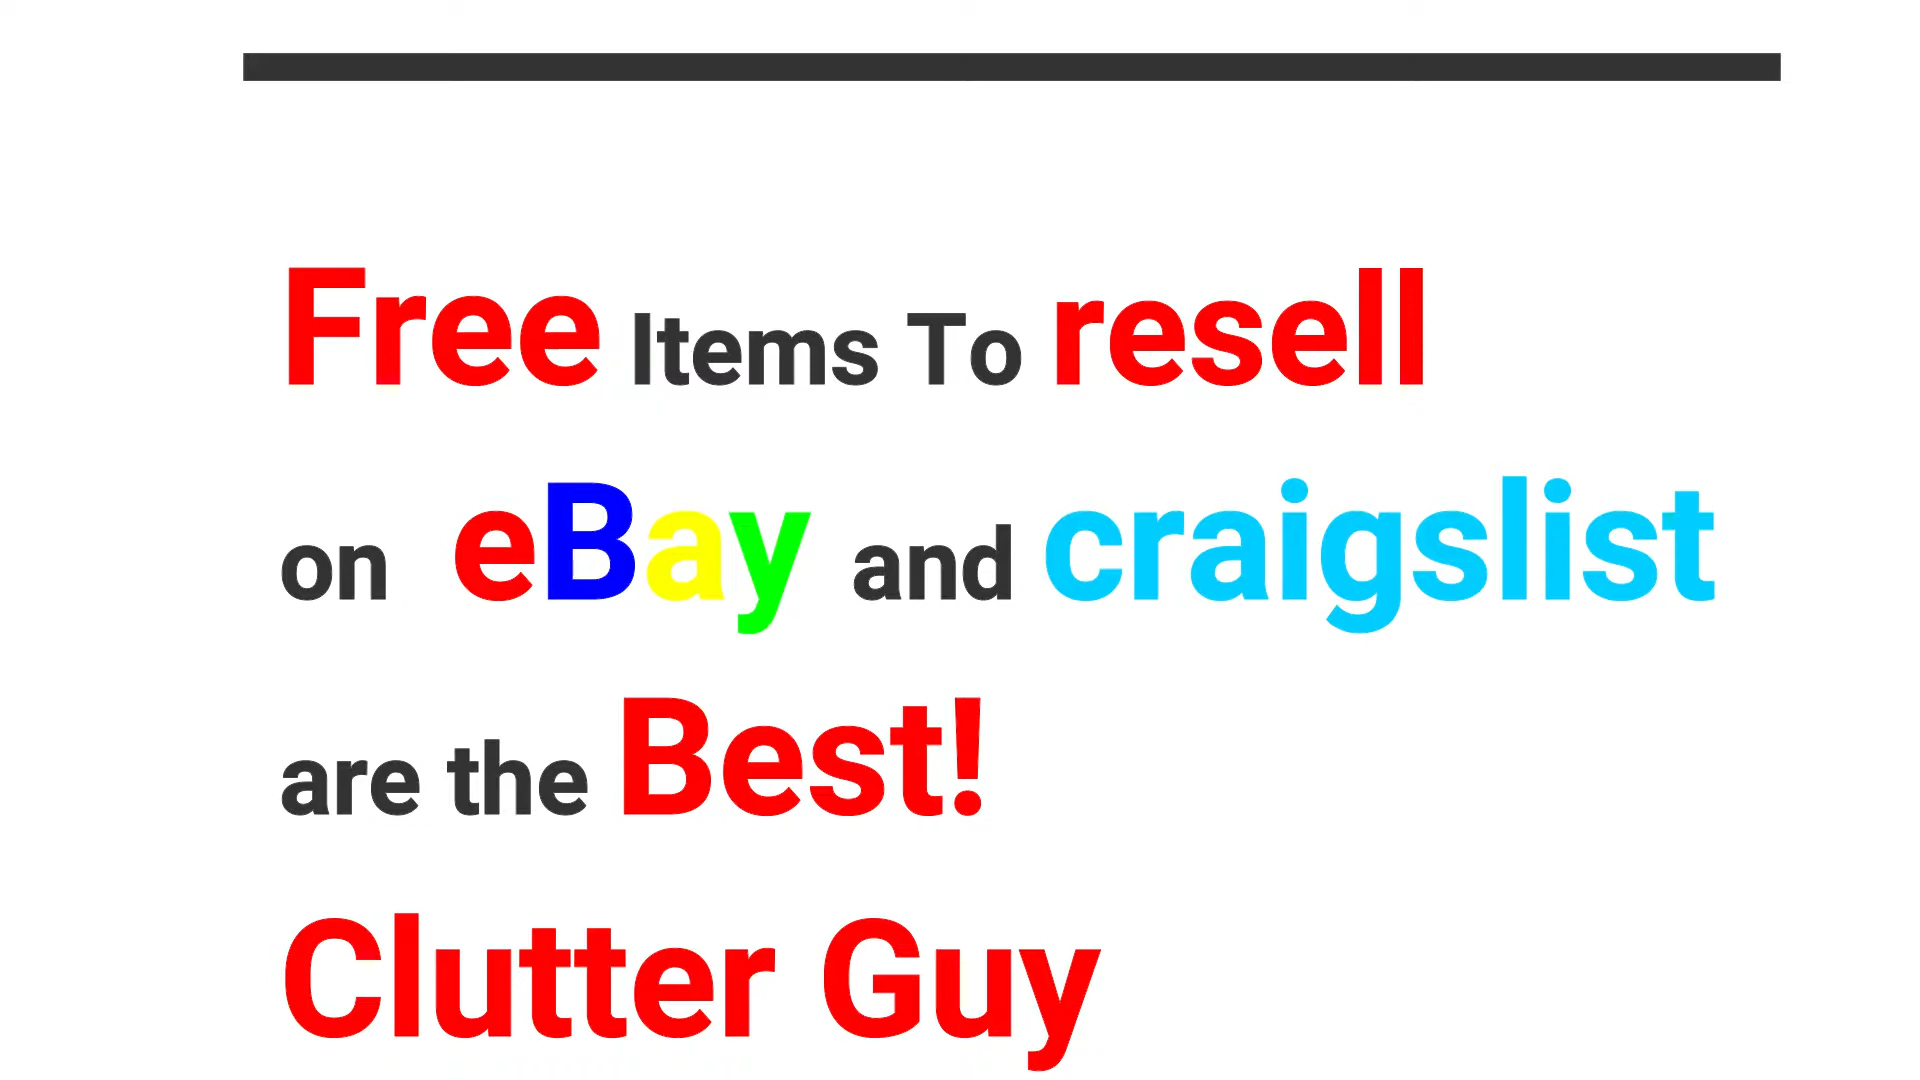 Free Items To resell
on eBay and craigslist
are the Best!
Clutter Guy